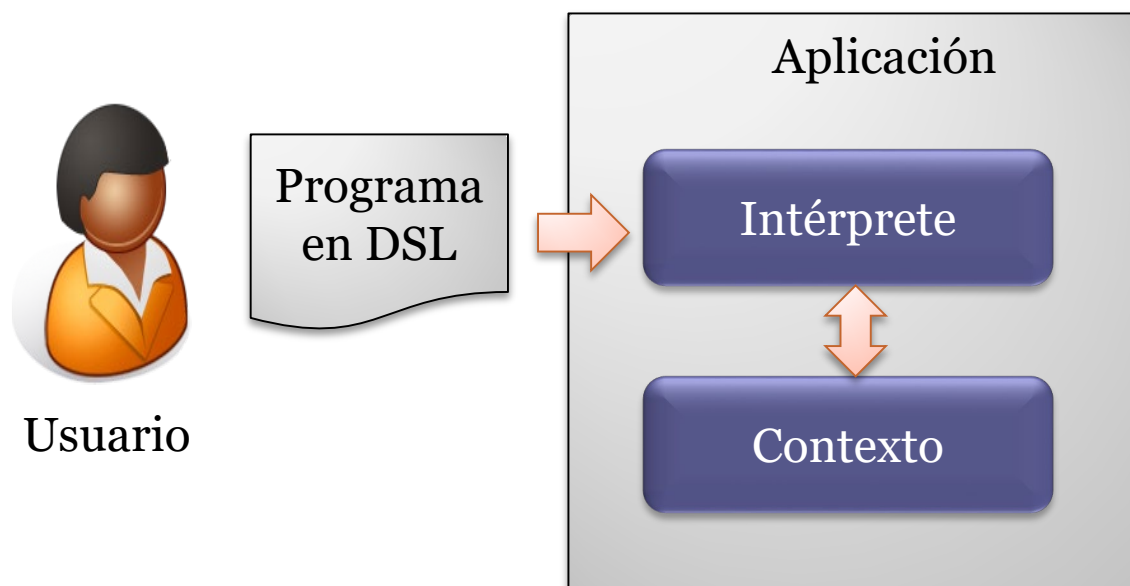 Aplicación
Programa
en DSL
Intérprete
Usuario
Contexto